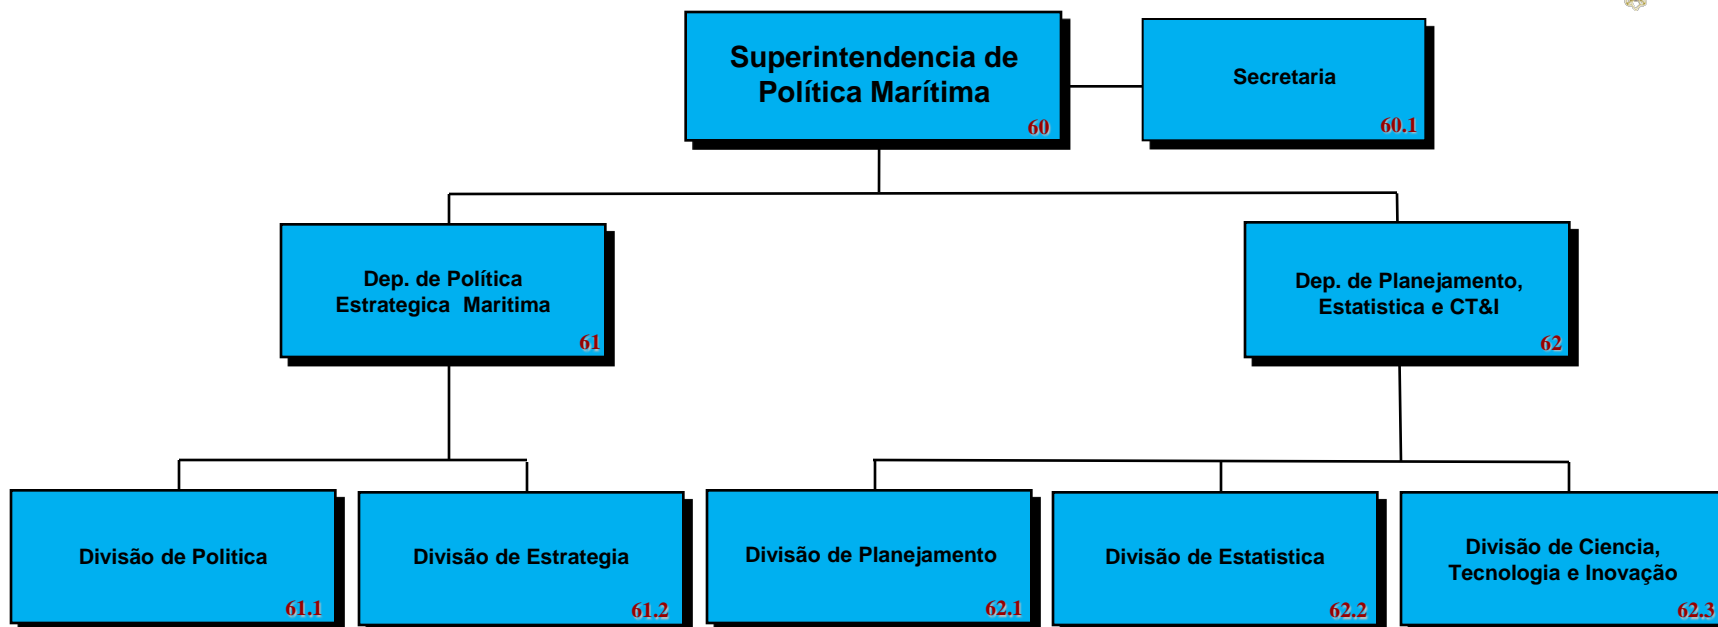 Superintendencia de
Política Marítima
60
Secretaria
60.1
Dep. de Política
Estrategica  Maritima
61
Dep. de Planejamento,
Estatistica e CT&I
62
Divisão de Politica
61.1
Divisão de Estrategia
61.2
Divisão de Planejamento
62.1
Divisão de Estatistica
62.2
Divisão de Ciencia,
Tecnologia e Inovação
62.3